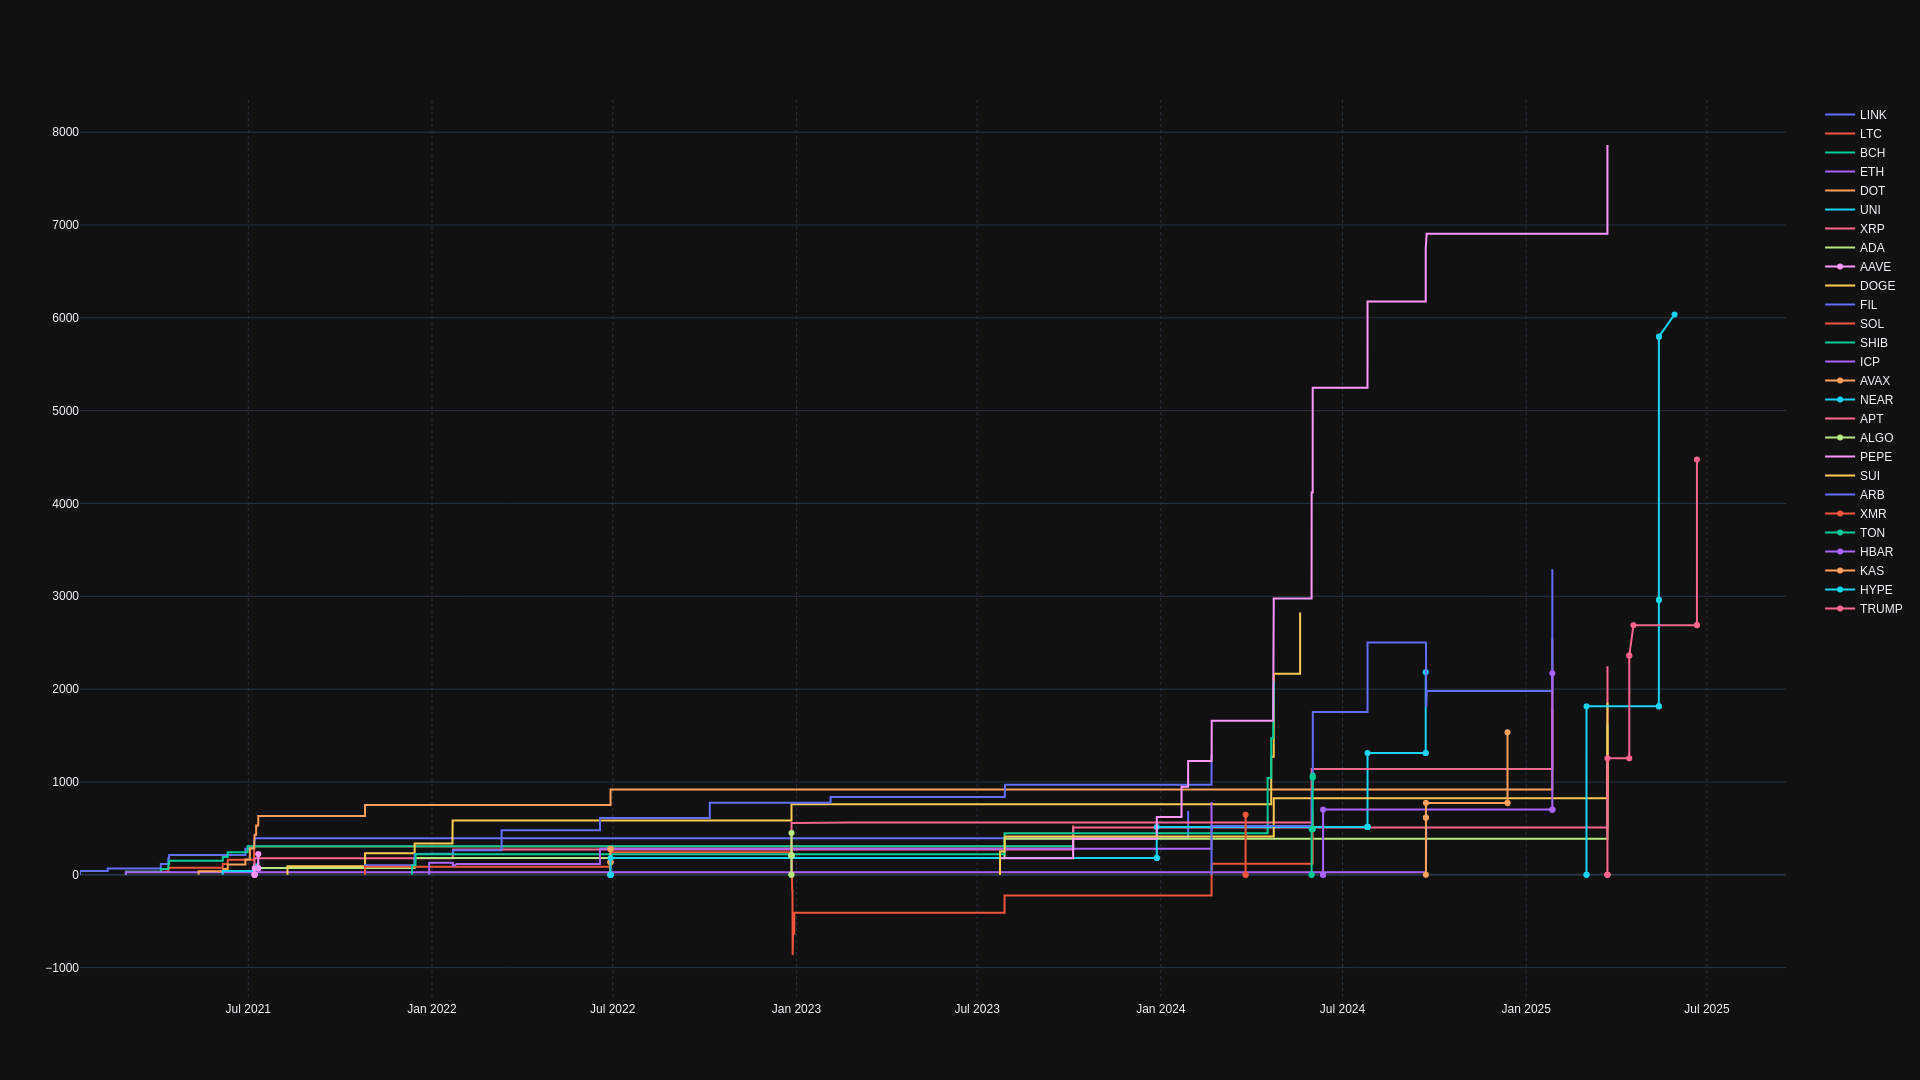 8000
7000
6000
5000
4000
3000
2000
1000
0
−1000
Jul 2021
Jan 2022
Jul 2022
Jan 2023
Jul 2023
Jan 2024
Jul 2024
Jan 2025
Jul 2025
LINK
LTC
BCH
ETH
DOT
UNI
XRP
ADA
AAVE
DOGE
FIL
SOL
SHIB
ICP
AVAX
NEAR
APT
ALGO
PEPE
SUI
ARB
XMR
TON
HBAR
KAS
HYPE
TRUMP